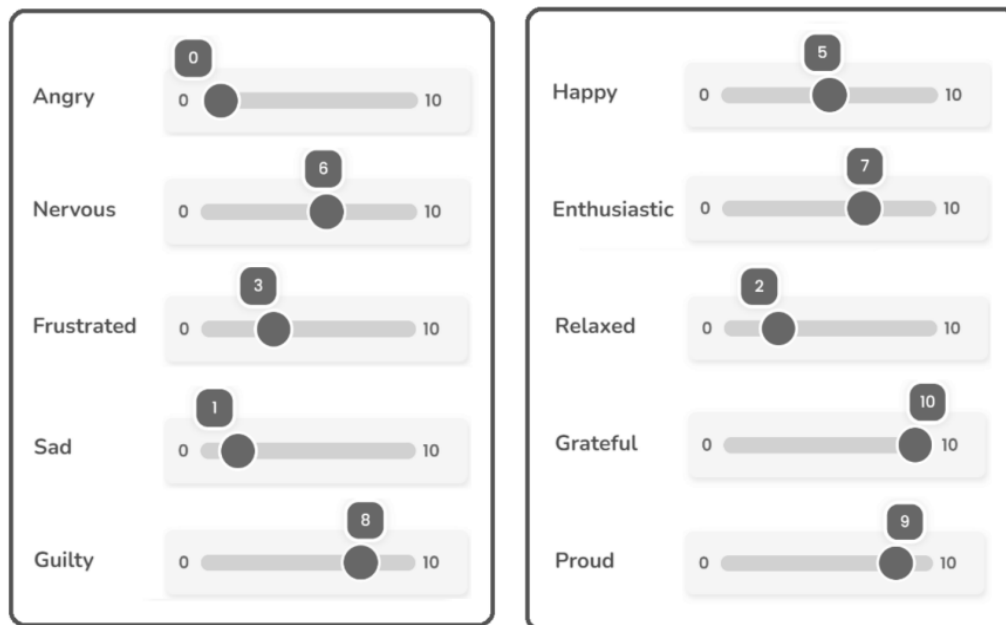 0
Angry 0 10
6
Nervous 0 10
3
Frustrated 0 10
1
Sad 0 10
8
Guilty 0 10
5
Happy 0 10
7
Enthusiastic 0 10
2
Relaxed 0 10
10
Grateful 0 10
9
Proud 0 10